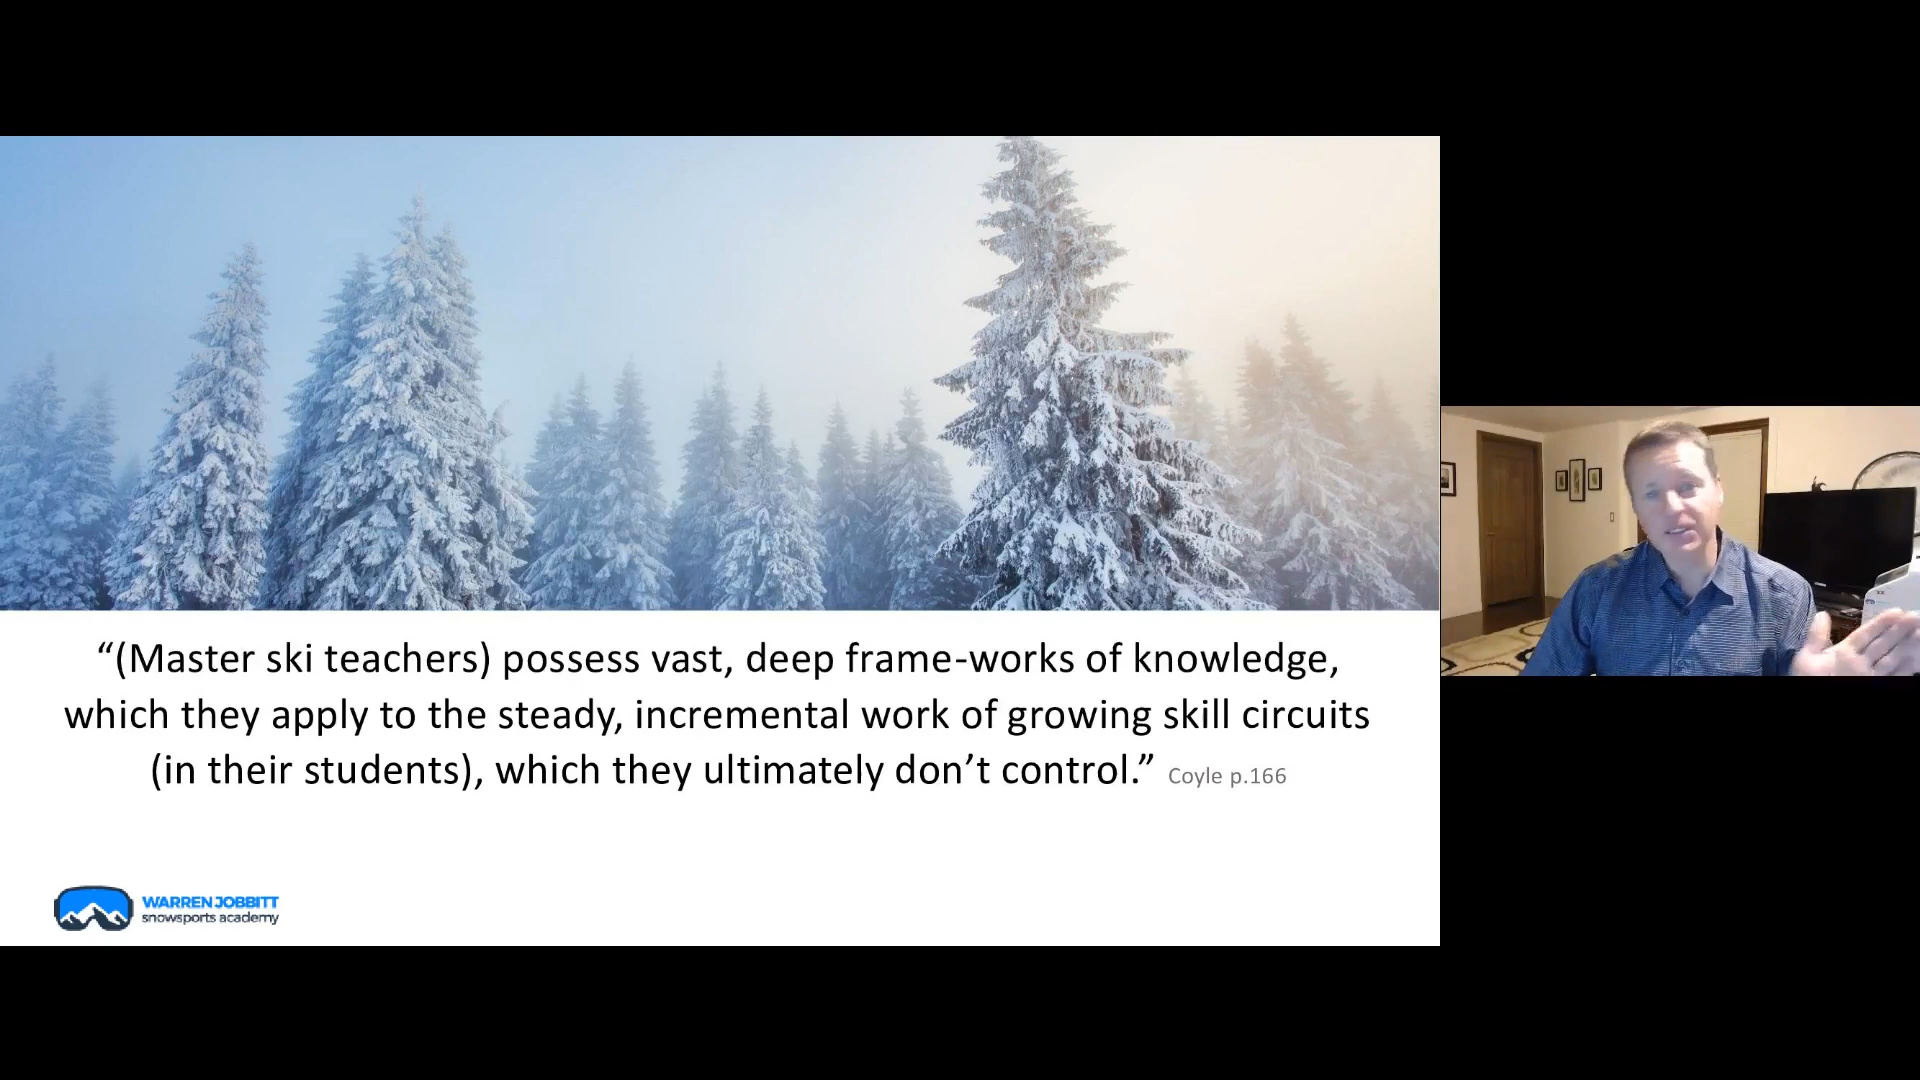 “(Master ski teachers) possess vast, deep frame-works of knowledge,
which they apply to the steady, incremental work of growing skill circuits
(in their students), which they ultimately don’t control.” Coyle p.166
WARREN JOBBITT
snowsports academy